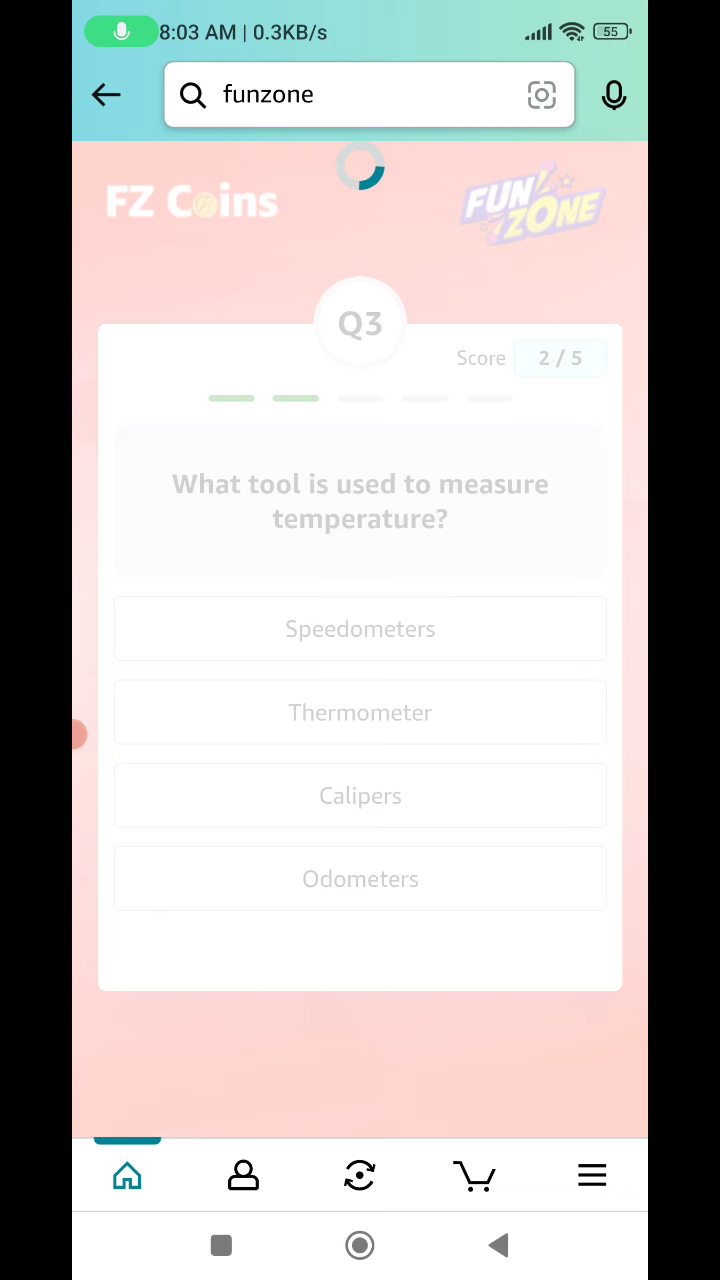 8:03 AM | 0.3KB/s 55
funzone
FZ Coins FUN ZONE
Q3
Score 2 / 5
What tool is used to measure
temperature?
Speedometers
Thermometer
Calipers
Odometers